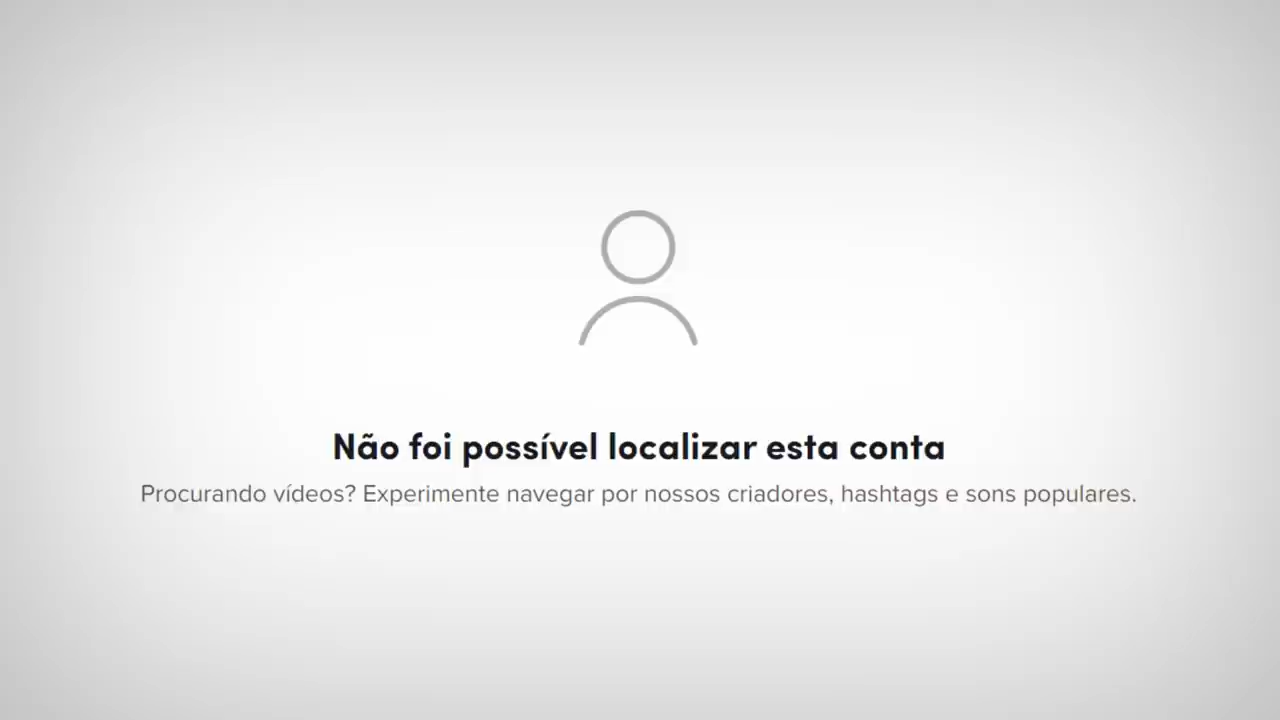 Não foi possível localizar esta conta
Procurando vídeos? Experimente navegar por nossos criadores, hashtags e sons populares.